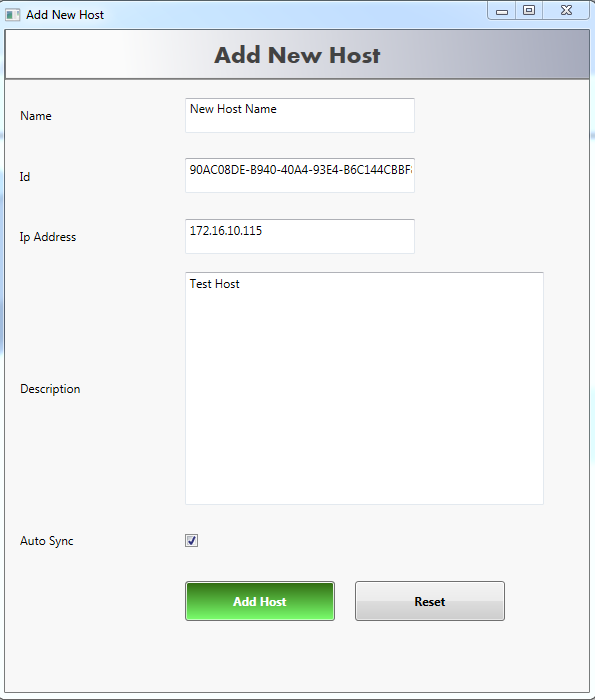 Add New Host
Add New Host
Name
New Host Name
Id
90AC08DE-B940-40A4-93E4-B6C144CBBF
Ip Address
172.16.10.115
Test Host
Description
Auto Sync
Add Host
Reset